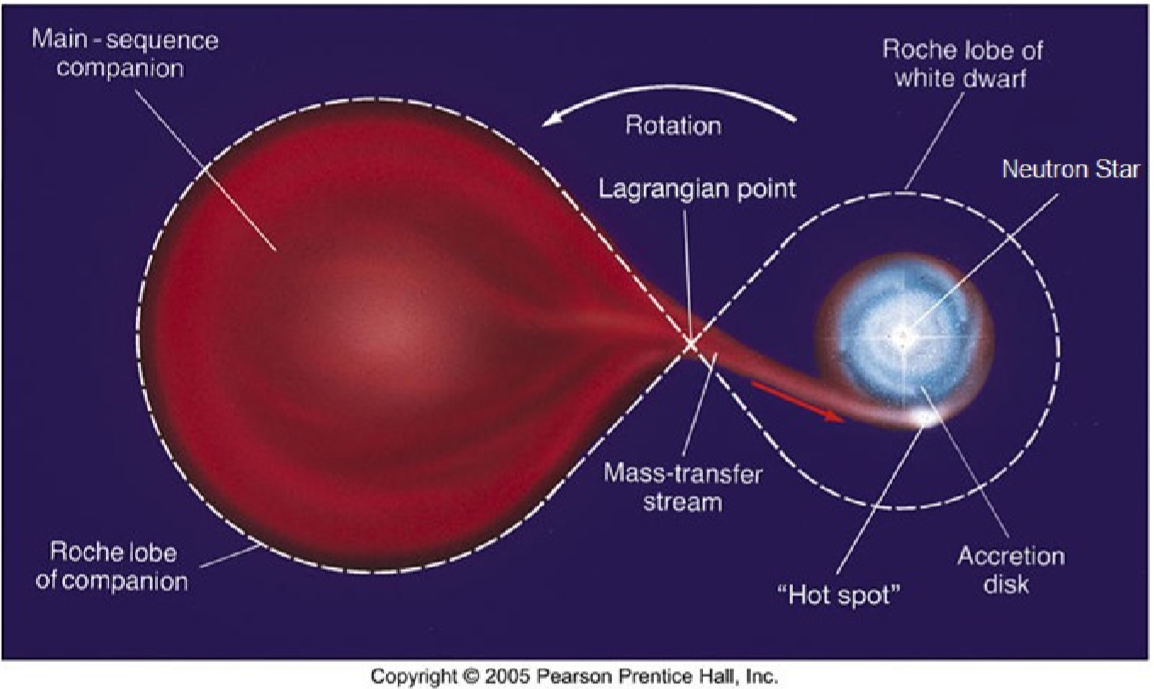 Main-sequence
companion
Roche lobe of
white dwarf
Rotation
Neutron Star
Lagrangian point
Mass-transfer
stream
Roche lobe
of companion
Accretion
disk
“Hot spot”
Copyright © 2005 Pearson Prentice Hall, Inc.